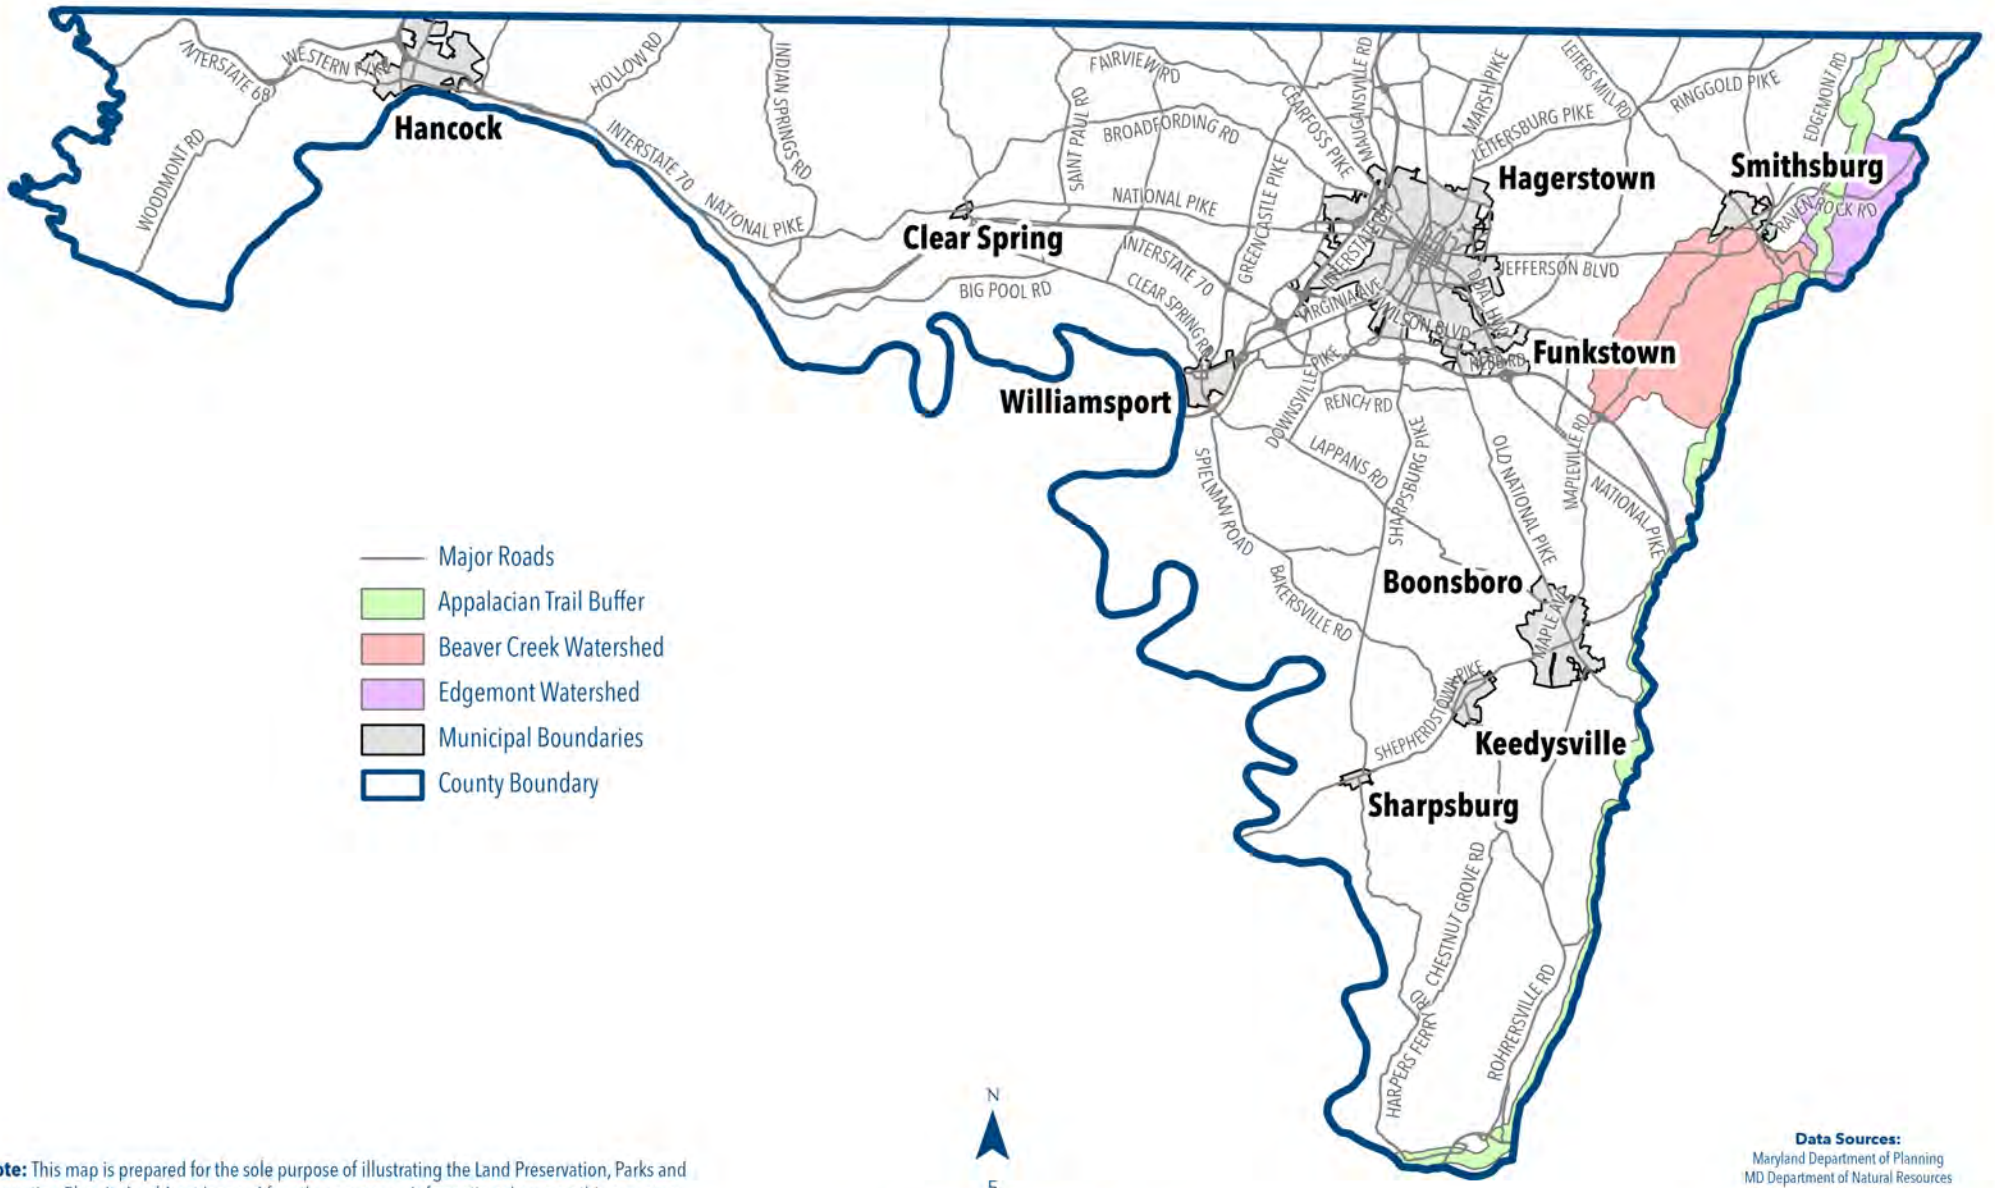 INTERSTATE 68
WESTERN PIKE
WOODMONT RD
Hancock
HOLLOW RD
INTERSTATE 70
INDIAN SPRINGS RD
NATIONAL PIKE
Clear Spring
BIG POOL RD
FAIRVIEW RD
SAINT PAUL RD
BROADFORDING RD
NATIONAL PIKE
INTERSTATE 70
CLEAR SPRING RD
GREENCASTLE PIKE
CEARFOSS PIKE
MAUGANSVILLE RD
MARSH PIKE
LEITERSBURG PIKE
LEITERS MILL RD
RINGGOLD PIKE
EDGEMONT RD
Smithsburg
RAVEN ROCK RD
Hagerstown
INTERSTATE 81
JEFFERSON BLVD
DUAL HWY
VIRGINIA AVE
WILSON BLVD
Funkstown
Williamsport
DOWNSVILLE PIKE
RENCH RD
LAPPANS RD
SHARPSBURG PIKE
OLD NATIONAL PIKE
MAPLEVILLE RD
NATIONAL PIKE
SPIELMAN ROAD
BAKERSVILLE RD
Boonsboro
MAPLE AVE
SHEPHERDSTOWN PIKE
Keedysville
Sharpsburg
CHESTNUT GROVE RD
HARPERS FERRY RD
ROHRERSVILLE RD
Major Roads
Appalacian Trail Buffer
Beaver Creek Watershed
Edgemont Watershed
Municipal Boundaries
County Boundary
N
This map is prepared for the sole purpose of illustrating the Land Preservation, Parks and
Data Sources:
Maryland Department of Planning
MD Department of Natural Resources